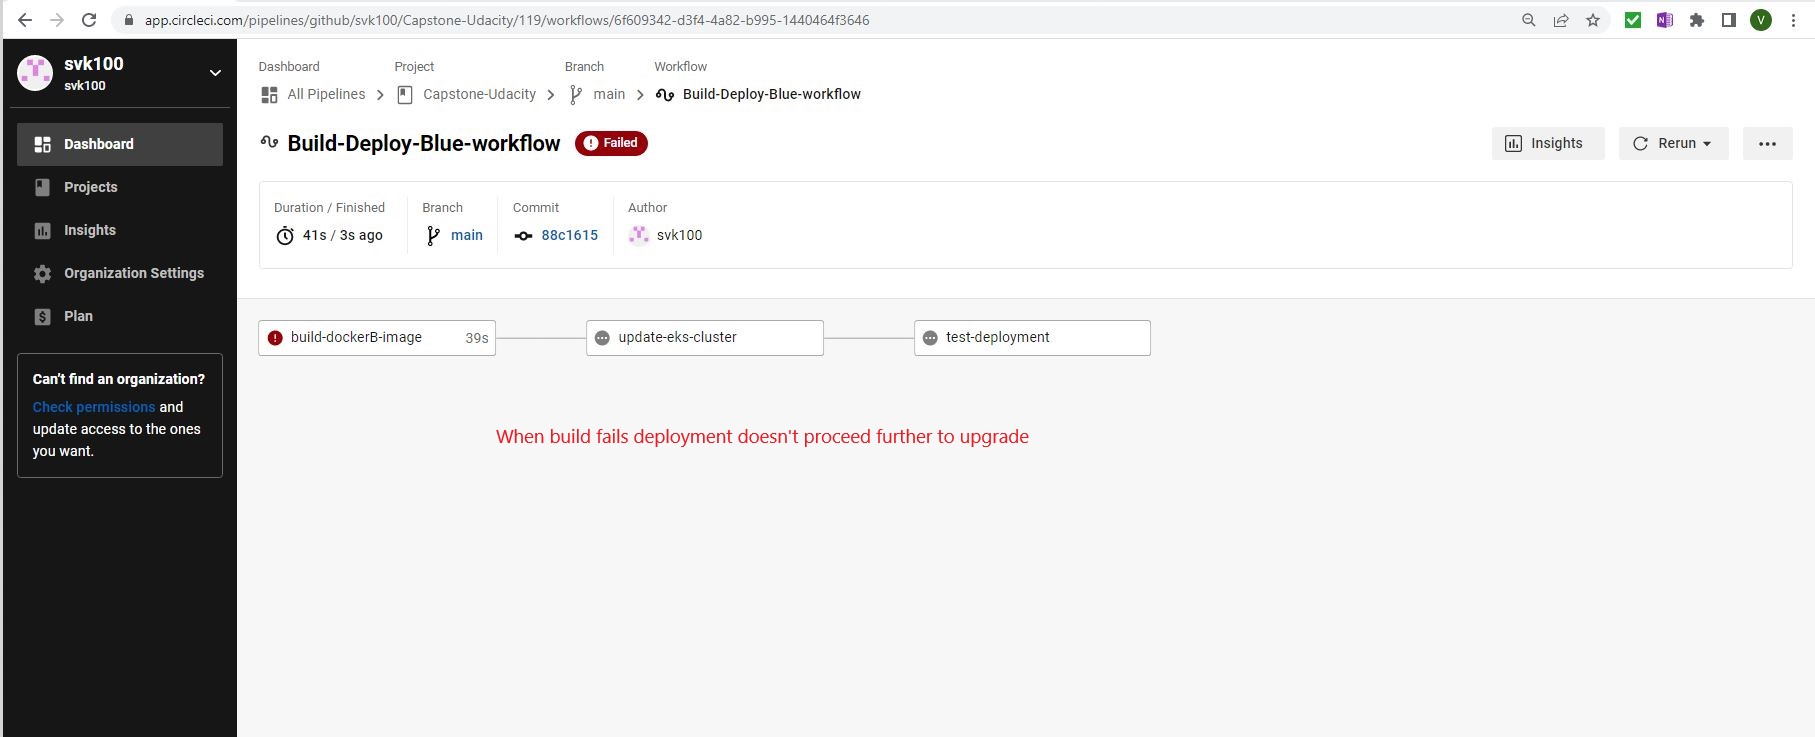 app.circleci.com/pipelines/github/svk100/Capstone-Udacity/119/workflows/6f609342-d3f4-4a82-b995-1440464f3646
V
svk100
svk100
Dashboard
Projects
Insights
Organization Settings
Plan
Can't find an organization?
Check permissions and
update access to the ones
you want.
Dashboard Project Branch Workflow
All Pipelines Capstone-Udacity main Build-Deploy-Blue-workflow
Build-Deploy-Blue-workflow Failed
Insights Rerun
Duration / Finished Branch Commit Author
41s / 3s ago main 88c1615 svk100
build-dockerB-image 39s update-eks-cluster test-deployment
When build fails deployment doesn't proceed further to upgrade